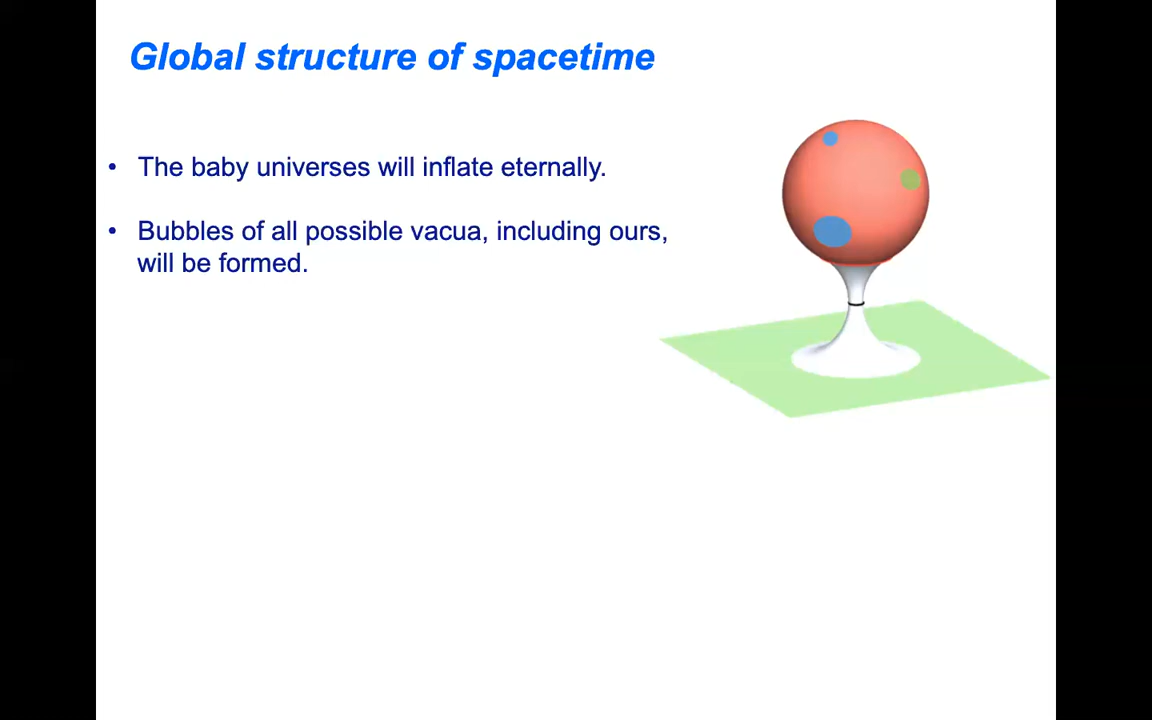 Global structure of spacetime
• The baby universes will inflate eternally.
• Bubbles of all possible vacua, including ours,
will be formed.